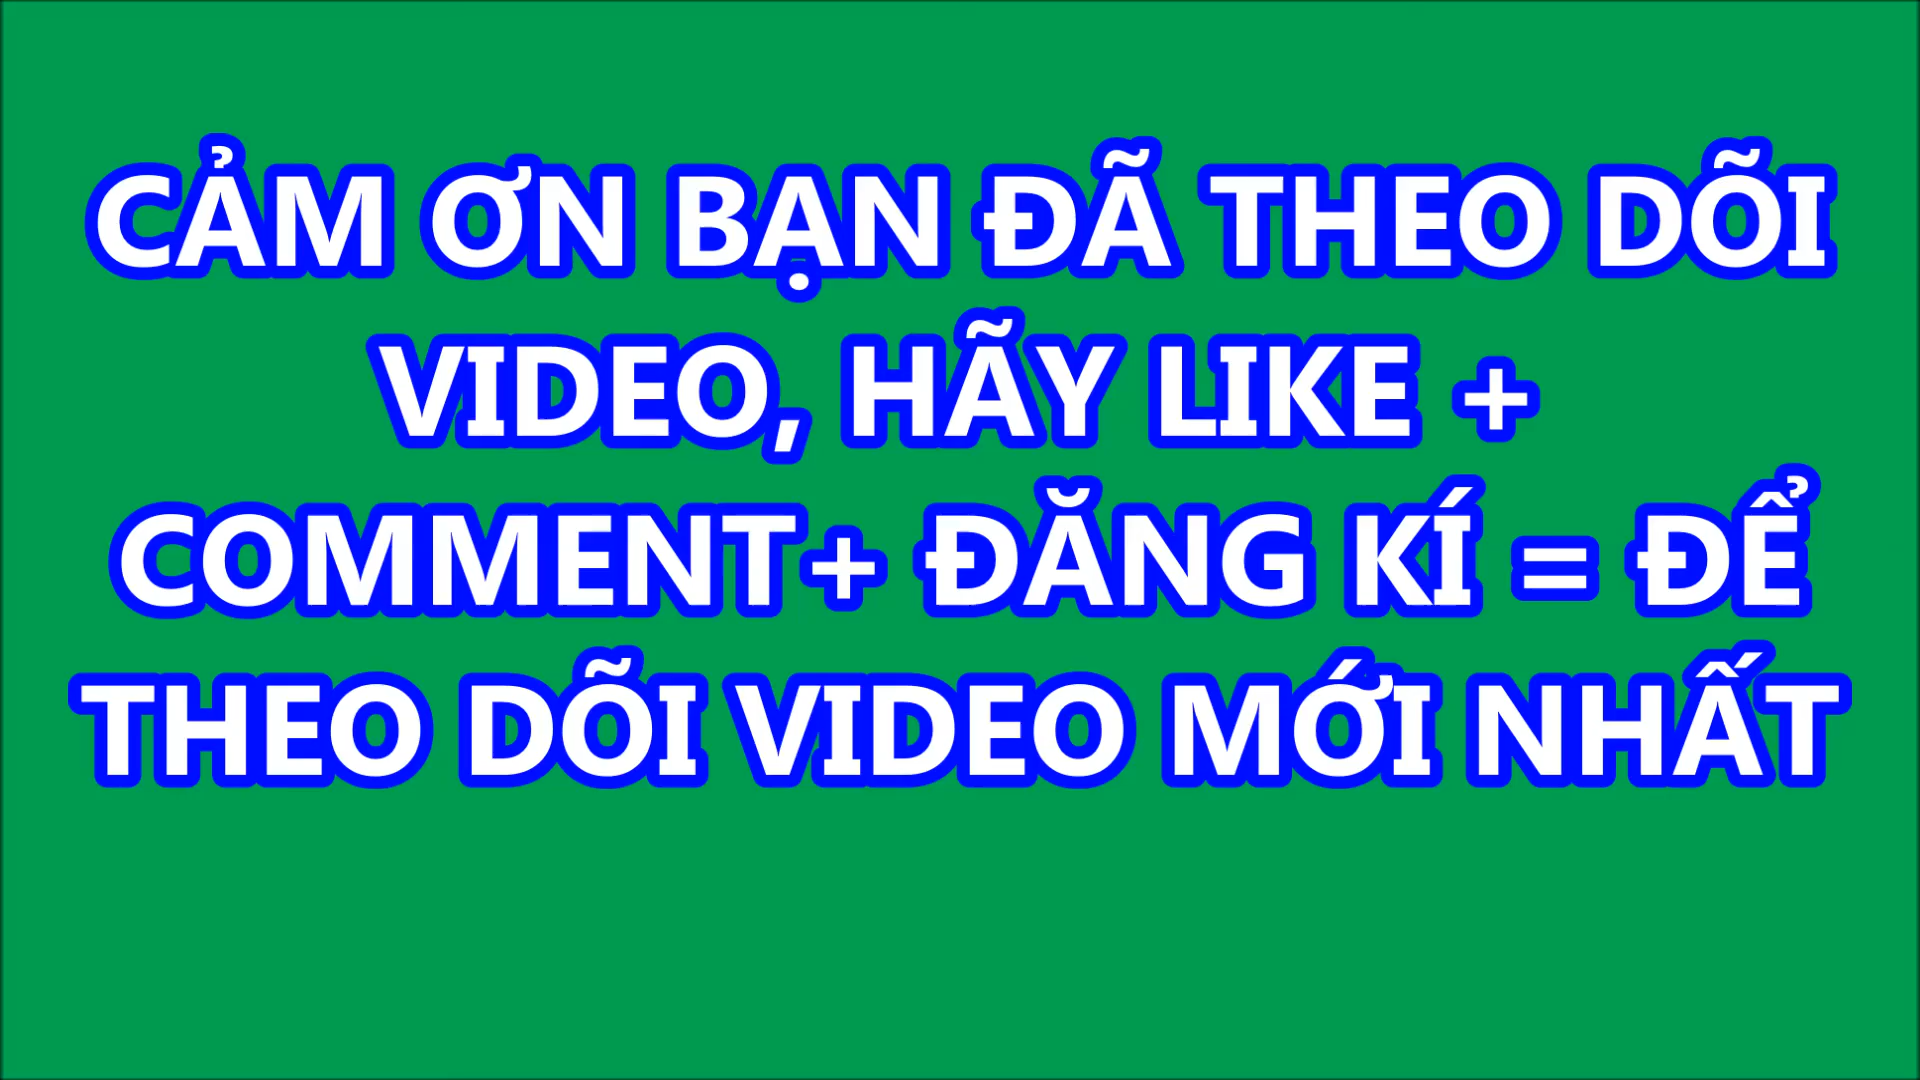 CẢM ƠN BẠN ĐÃ THEO DÕI
VIDEO, HÃY LIKE +
COMMENT+ ĐĂNG KÍ = ĐỂ
THEO DÕI VIDEO MỚI NHẤT